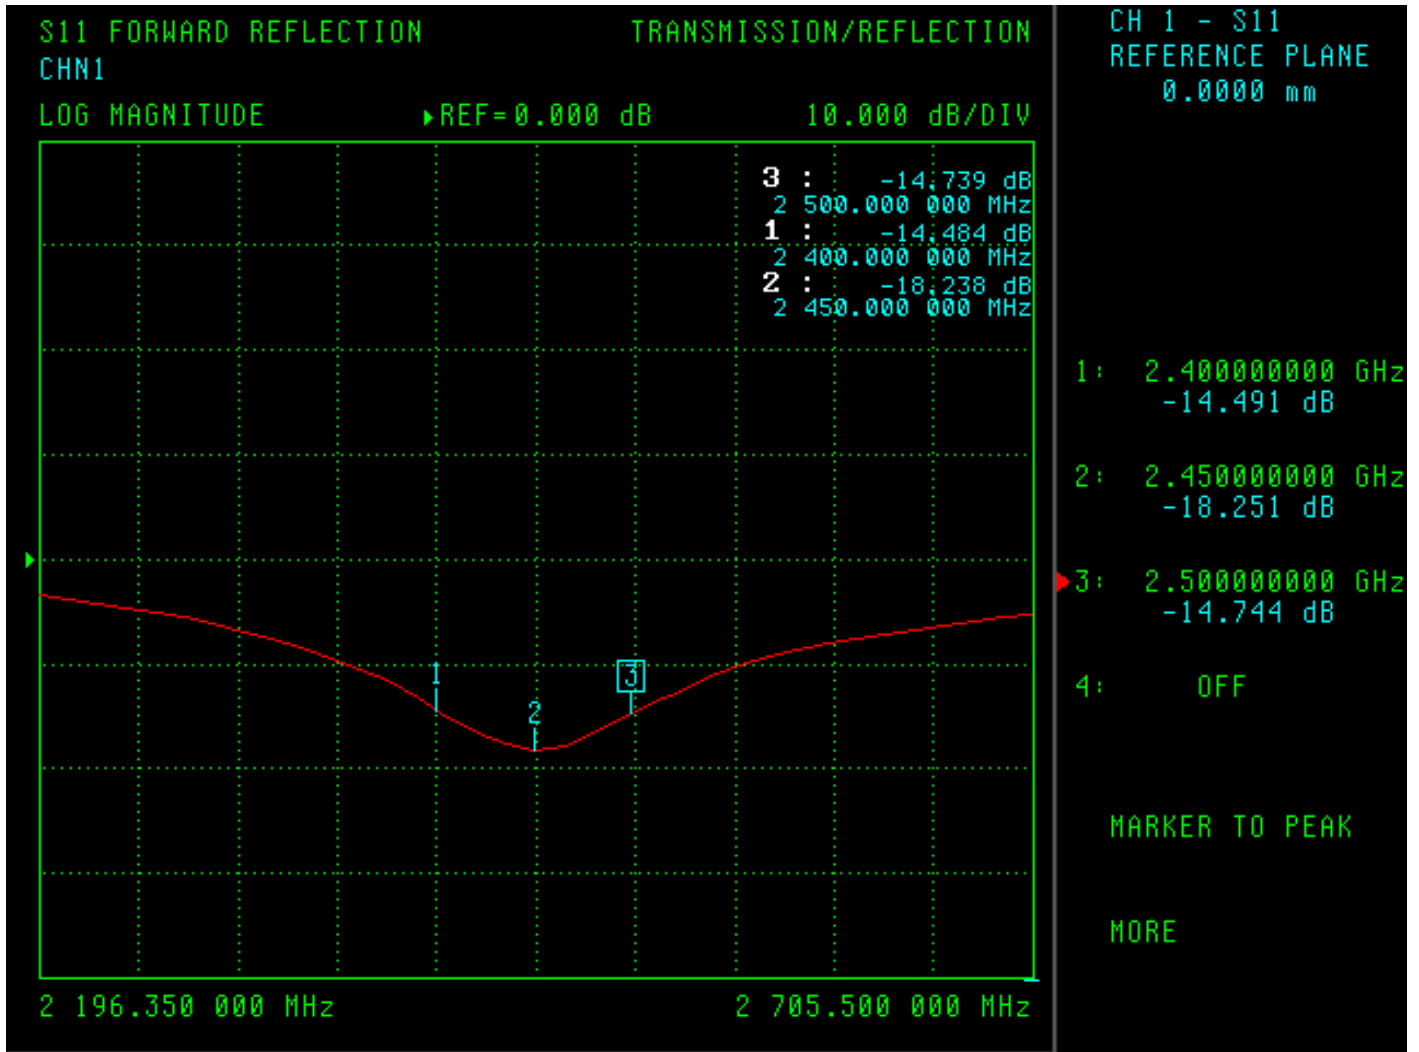 S11 FORWARD REFLECTION TRANSMISSION/REFLECTION
CHN1
LOG MAGNITUDE ▶REF=0.000 dB 10.000 dB/DIV
3 : -14.739 dB
2 500.000 000 MHz
1 : -14.484 dB
2 400.000 000 MHz
2 : -18.238 dB
2 450.000 000 MHz
1
2
3
2 196.350 000 MHz 2 705.500 000 MHz
CH 1 - S11
REFERENCE PLANE
0.0000 mm
1: 2.400000000 GHz
-14.491 dB
2: 2.450000000 GHz
-18.251 dB
3: 2.500000000 GHz
-14.744 dB
4: OFF
MARKER TO PEAK
MORE